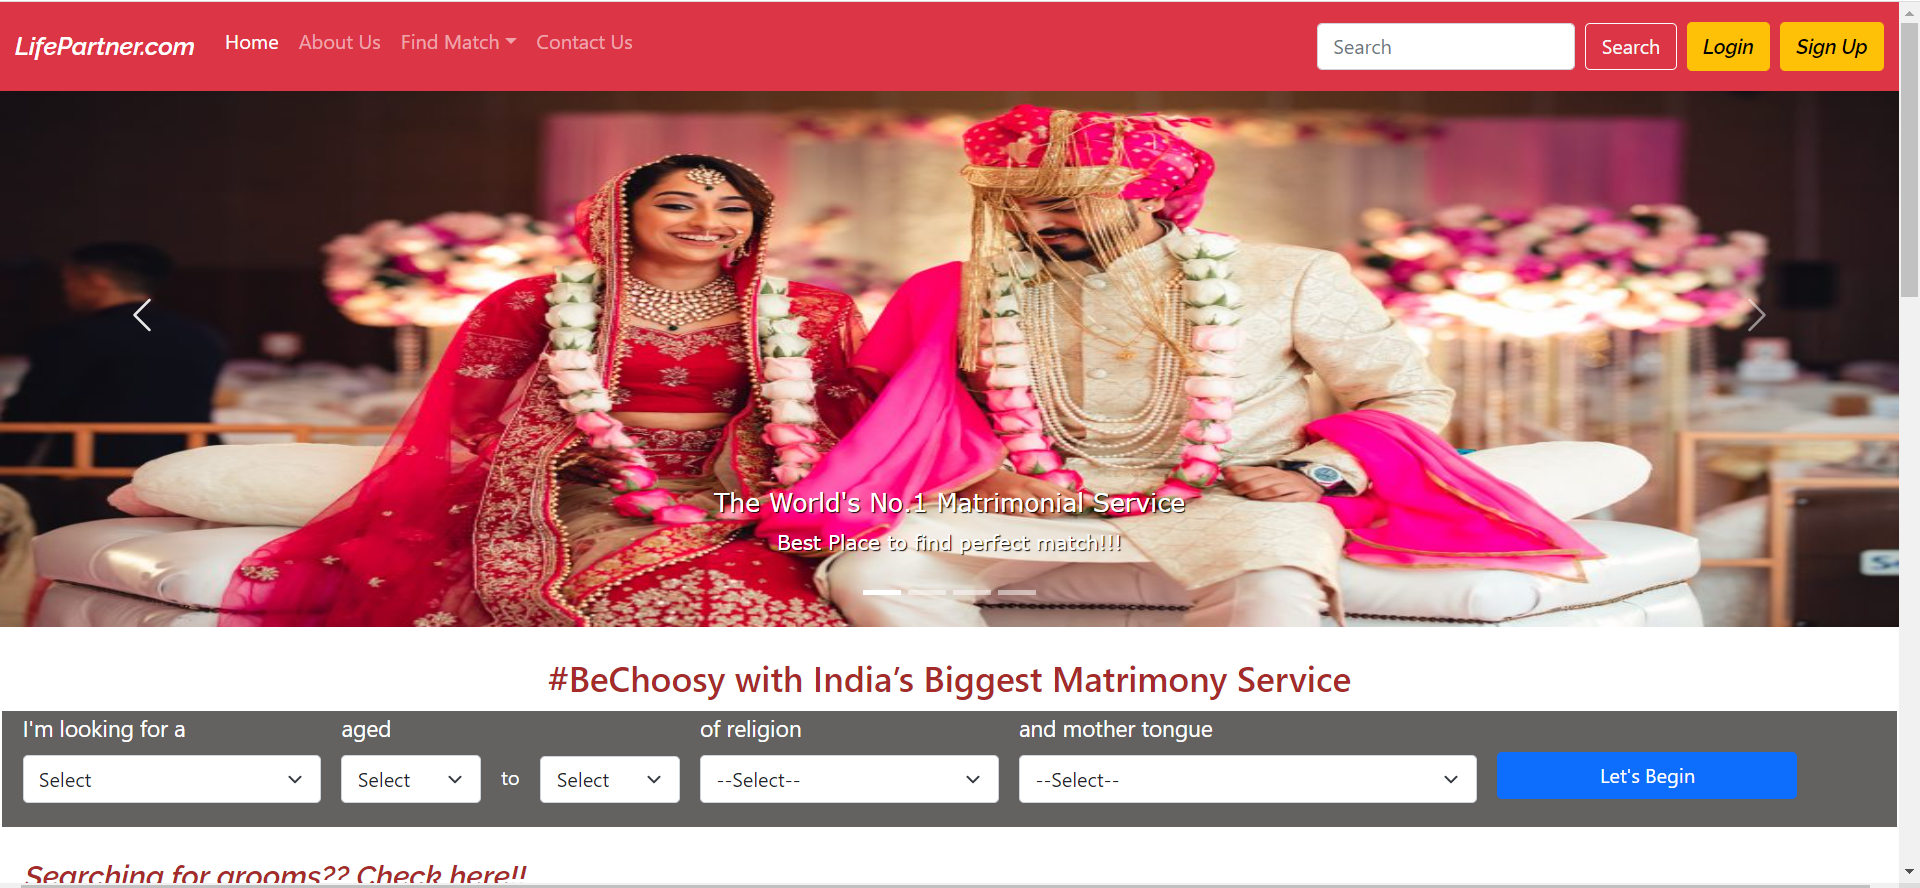 LifePartner.com Home About Us Find Match Contact Us Search Search Login Sign Up
The World's No.1 Matrimonial Service
Best Place to find perfect match!!!
#BeChoosy with India’s Biggest Matrimony Service
I'm looking for a aged of religion and mother tongue
Select Select to Select --Select-- --Select-- Let's Begin
Searching for grooms?? Check here!!